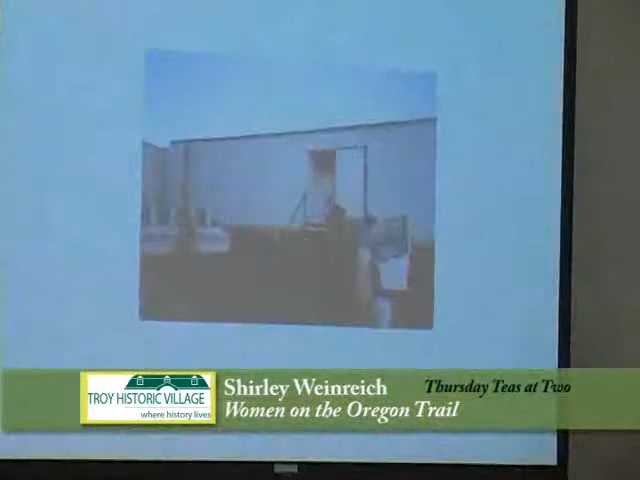 TROY HISTORIC VILLAGE
where history lives
Shirley Weinreich
Women on the Oregon Trail
Thursday Teas at Two